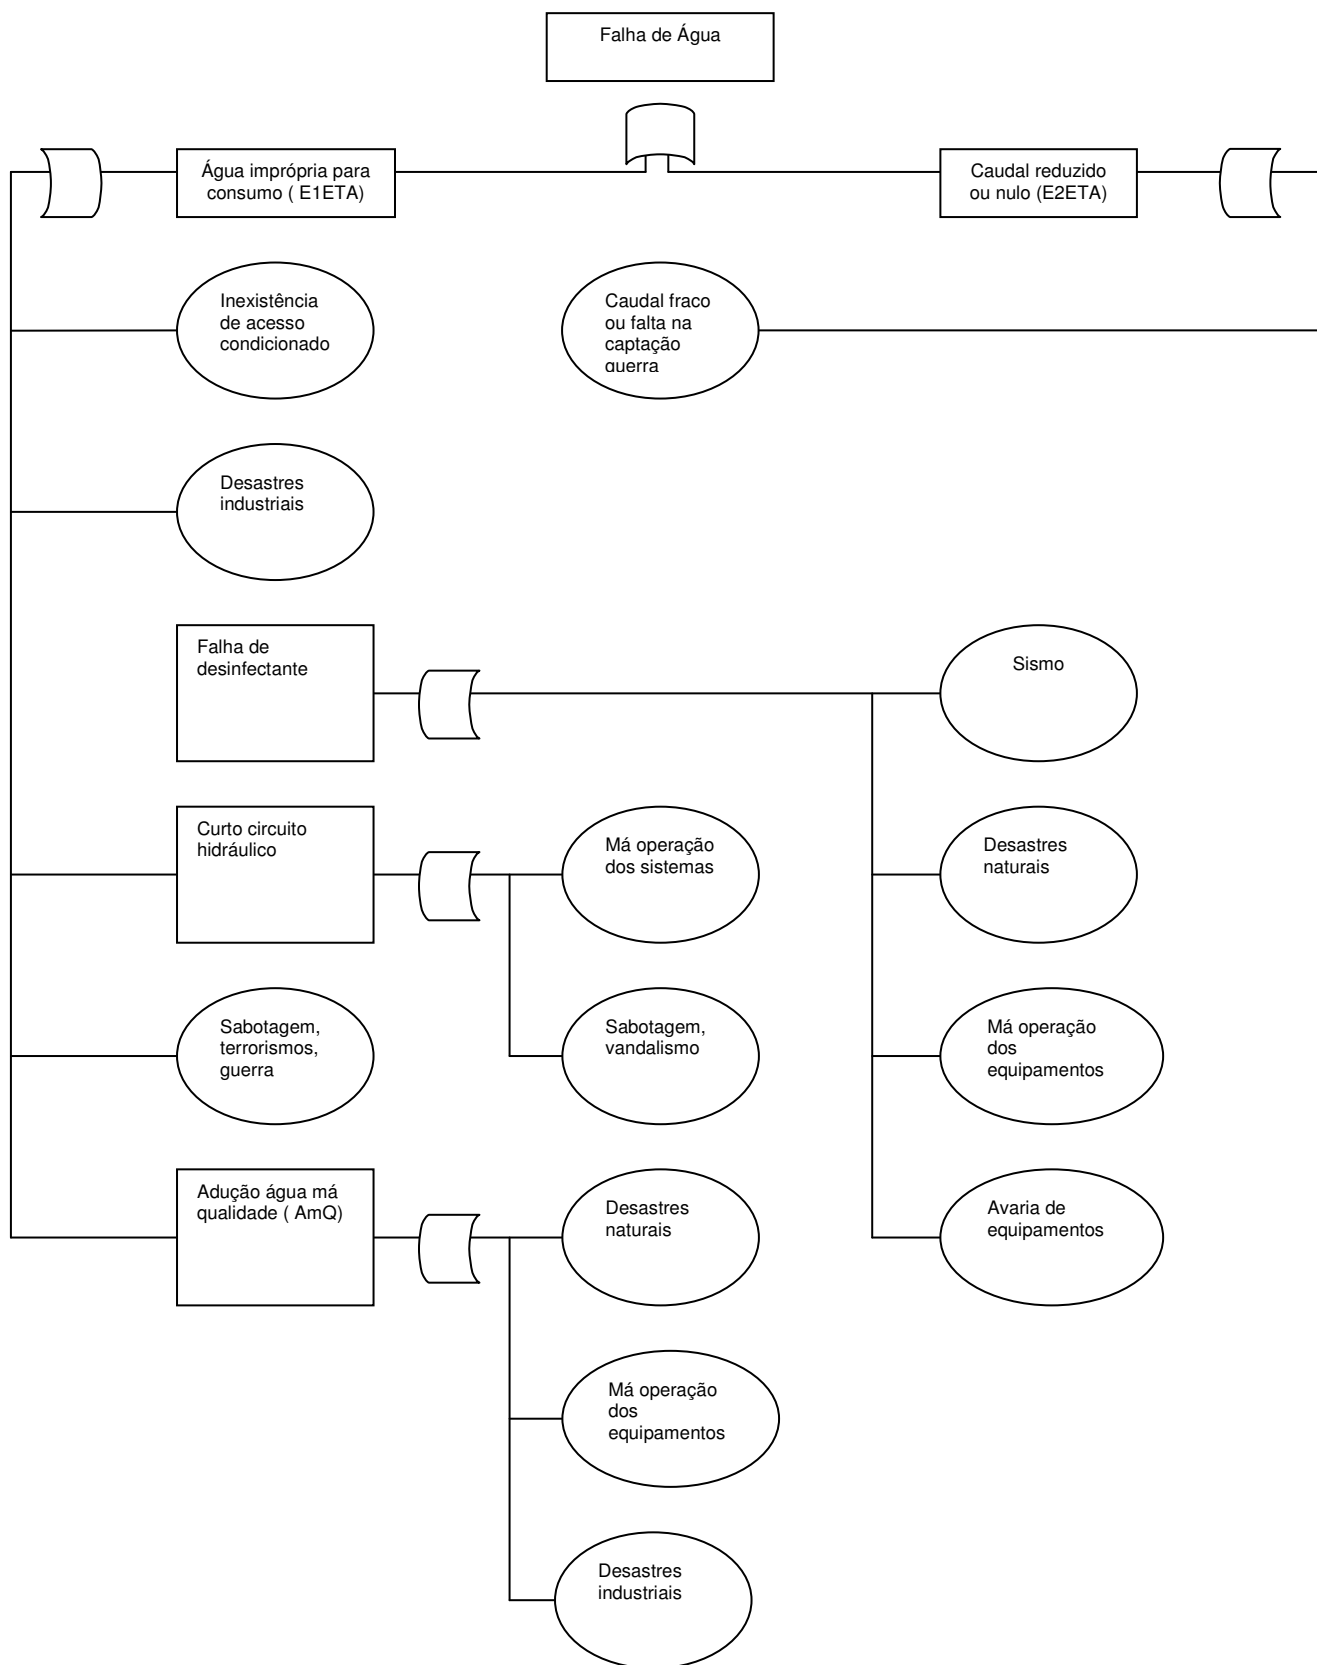 Falha de Água
Água imprópria para
consumo ( E1ETA)
Caudal reduzido
ou nulo (E2ETA)
Inexistência
de acesso
condicionado
Caudal fraco
ou falta na
captação
guerra
Desastres
industriais
Falha de
desinfectante
Sismo
Curto circuito
hidráulico
Má operação
dos sistemas
Desastres
naturais
Sabotagem,
terrorismos,
guerra
Sabotagem,
vandalismo
Má operação
dos
equipamentos
Adução água má
qualidade ( AmQ)
Desastres
naturais
Avaria de
equipamentos
Má operação
dos
equipamentos
Desastres
industriais